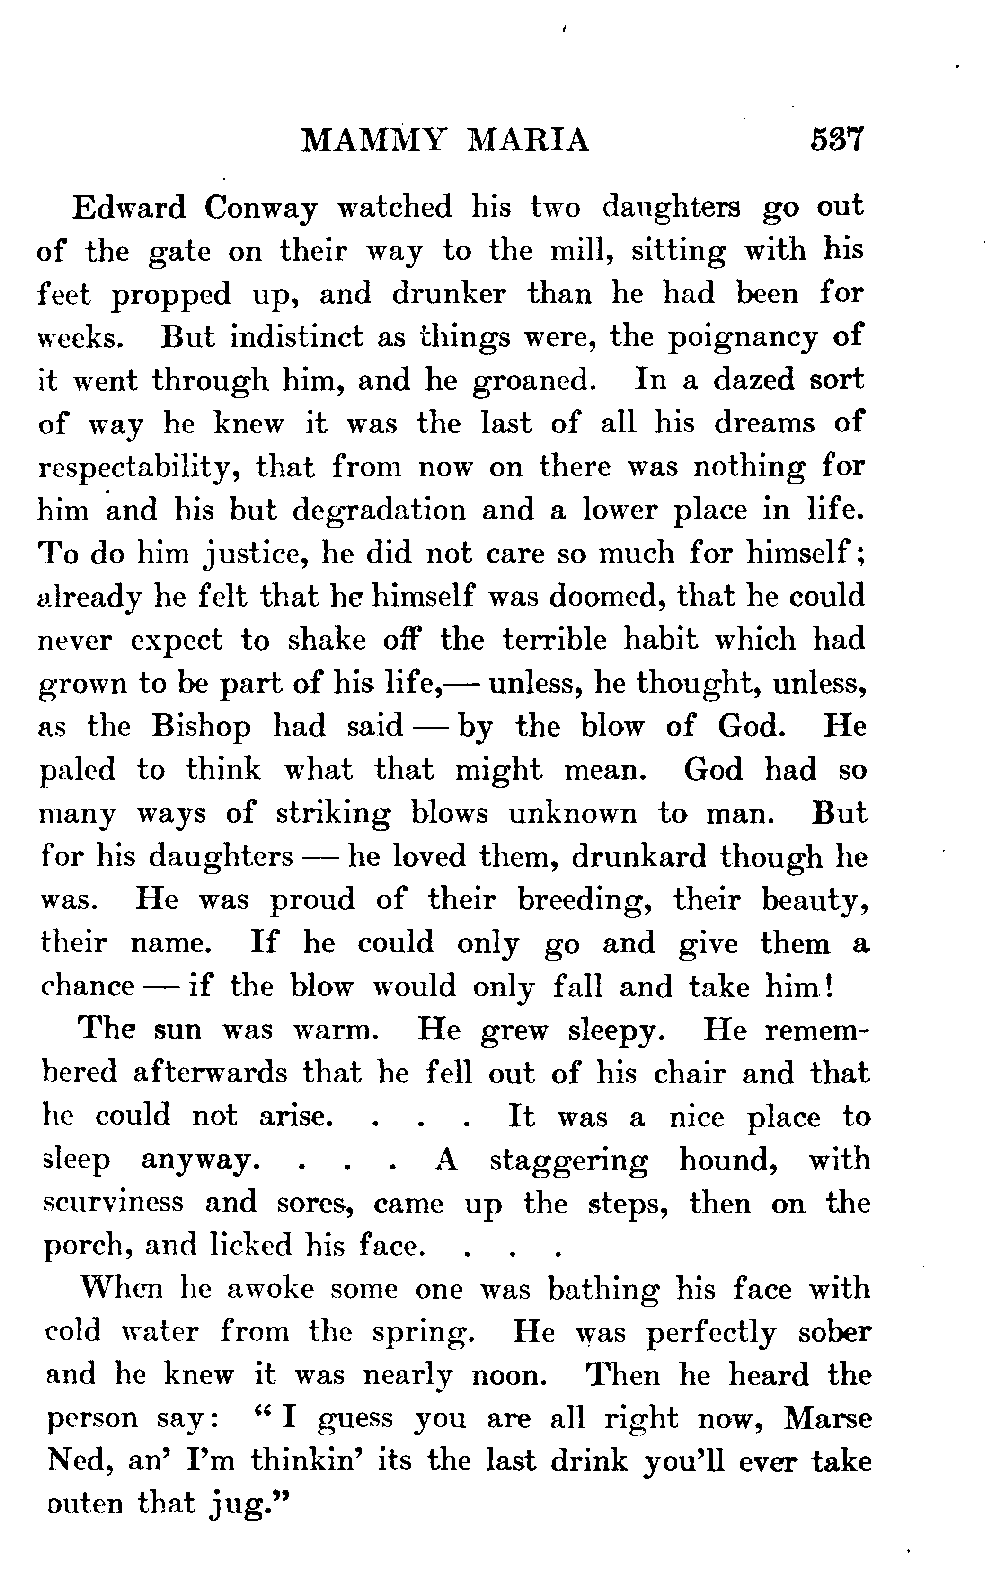 MAMMY MARIA 537
Edward Conway watched his two daughters go out
of the gate on their way to the mill, sitting with his
feet propped up, and drunker than he had been for
weeks. But indistinct as things were, the poignancy of
it went through him, and he groaned. In a dazed sort
of way he knew it was the last of all his dreams of
respectability, that from now on there was nothing for
him and his but degradation and a lower place in life.
To do him justice, he did not care so much for himself;
already he felt that he himself was doomed, that he could
never expect to shake off the terrible habit which had
grown to be part of his life,— unless, he thought, unless,
as the Bishop had said — by the blow of God. He
paled to think what that might mean. God had so
many ways of striking blows unknown to man. But
for his daughters — he loved them, drunkard though he
was. He was proud of their breeding, their beauty,
their name. If he could only go and give them a
chance — if the blow would only fall and take him!
The sun was warm. He grew sleepy. He remem-
bered afterwards that he fell out of his chair and that
he could not arise. . . . It was a nice place to
sleep anyway. . . . A staggering hound, with
scurviness and sores, came up the steps, then on the
porch, and licked his face. . . .
When he awoke some one was bathing his face with
cold water from the spring. He was perfectly sober
and he knew it was nearly noon. Then he heard the
person say: "I guess you are all right now, Marse
Ned, an' I'm thinkin' its the last drink you'll ever take
outen that jug."